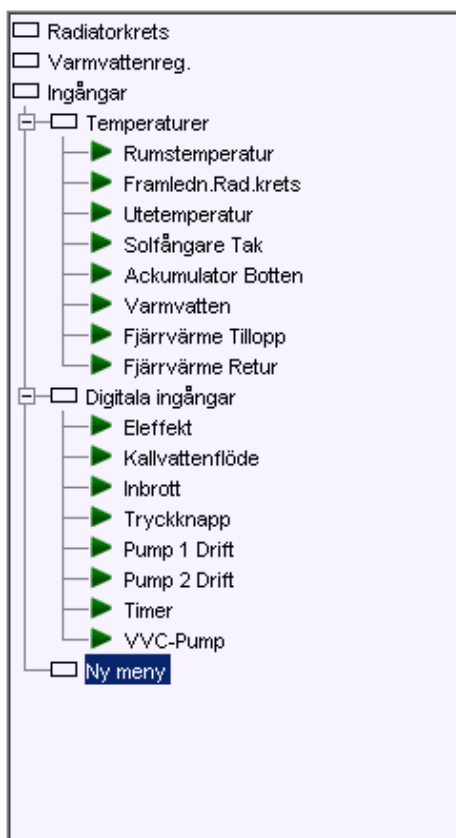 Radiatorkrets
Varmvattenreg.
Ingångar
Temperaturer
Rumstemperatur
Framledn.Rad.krets
Utetemperatur
Solfångare Tak
Ackumulator Botten
Varmvatten
Fjärrvärme Tillopp
Fjärrvärme Retur
Digitala ingångar
Eleffekt
Kallvattenflöde
Inbrott
Tryckknapp
Pump 1 Drift
Pump 2 Drift
Timer
VVC-Pump
Ny meny